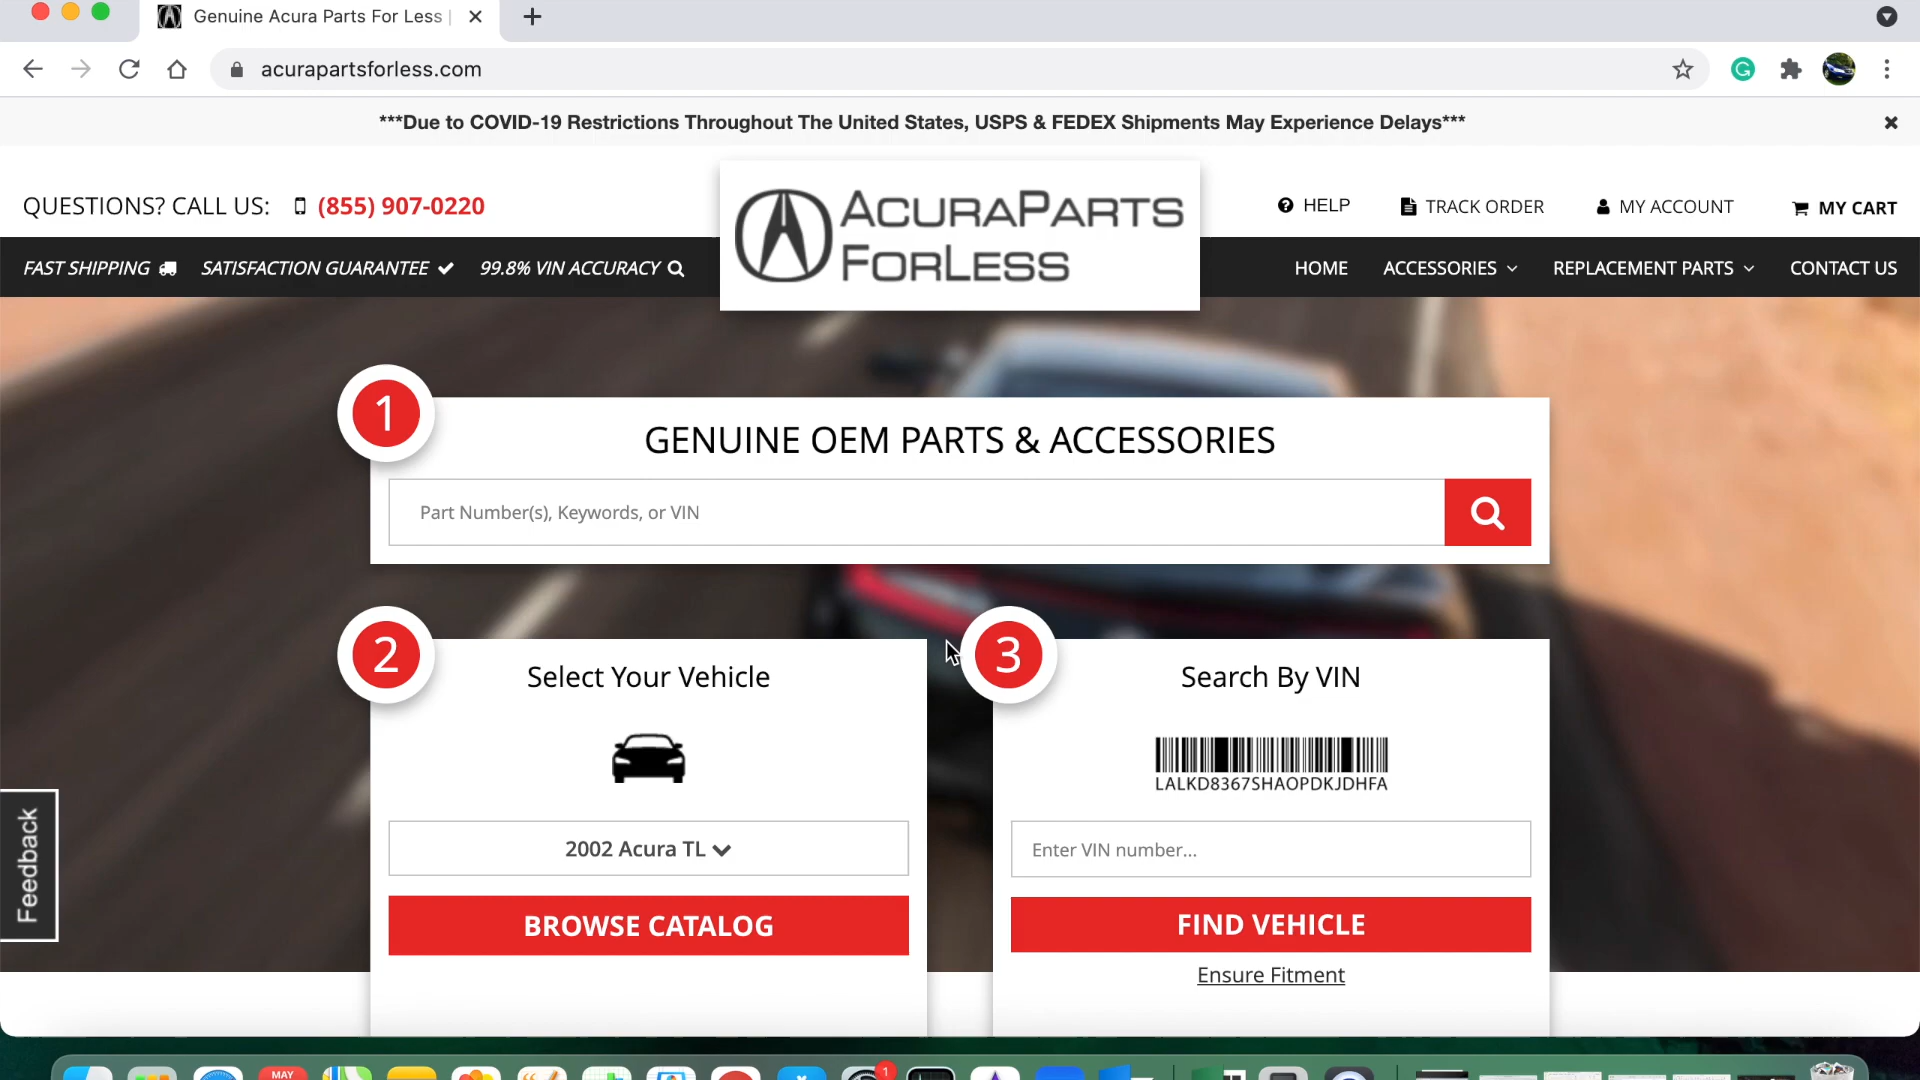 Genuine Acura Parts For Less |
acurapartsforless.com
***Due to COVID-19 Restrictions Throughout The United States, USPS & FEDEX Shipments May Experience Delays***
QUESTIONS? CALL US: (855) 907-0220
ACURAPARTS
FORLESS
HELP
TRACK ORDER
MY ACCOUNT
MY CART
FAST SHIPPING
SATISFACTION GUARANTEE
99.8% VIN ACCURACY
HOME
ACCESSORIES
REPLACEMENT PARTS
CONTACT US
1
GENUINE OEM PARTS & ACCESSORIES
Part Number(s), Keywords, or VIN
2
Select Your Vehicle
2002 Acura TL
BROWSE CATALOG
3
Search By VIN
LALKD8367SHAOPDKJDHFA
Enter VIN number...
FIND VEHICLE
Ensure Fitment
Feedback
MAY
1